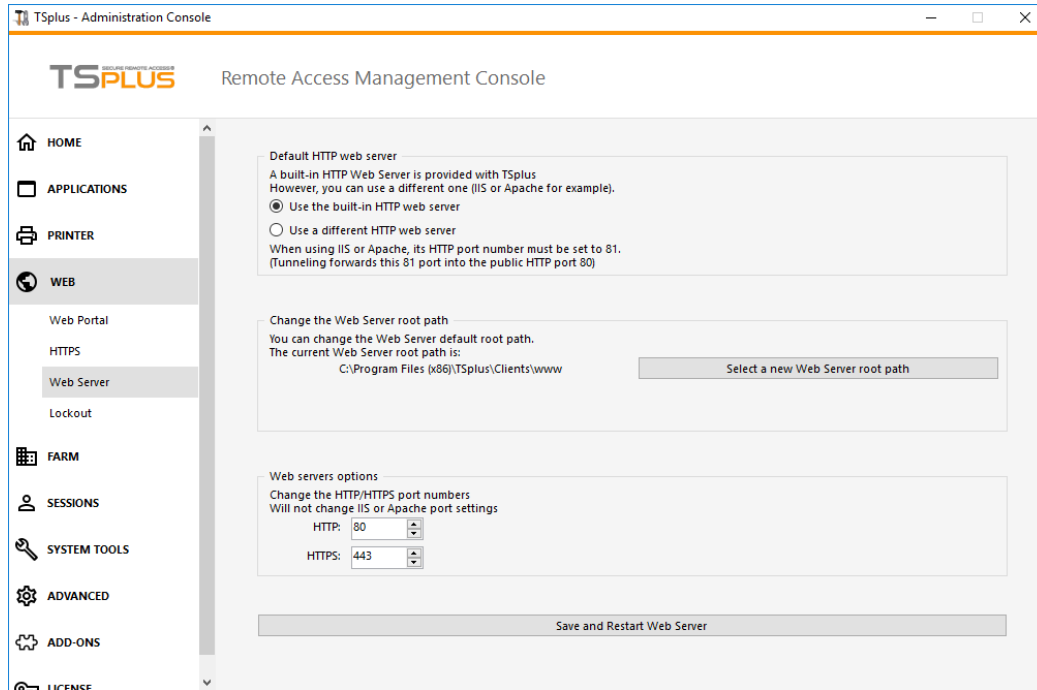 TSplus - Administration Console
SECURE REMOTE ACCESS®
TSPLUS
Remote Access Management Console
HOME
APPLICATIONS
PRINTER
WEB
Web Portal
HTTPS
Web Server
Lockout
FARM
SESSIONS
SYSTEM TOOLS
ADVANCED
ADD-ONS
LICENSE
Default HTTP web server
A built-in HTTP Web Server is provided with TSplus
However, you can use a different one (IIS or Apache for example).
Use the built-in HTTP web server
Use a different HTTP web server
When using IIS or Apache, its HTTP port number must be set to 81.
(Tunneling forwards this 81 port into the public HTTP port 80)
Change the Web Server root path
You can change the Web Server default root path.
The current Web Server root path is:
C:\Program Files (x86)\TSplus\Clients\www
Select a new Web Server root path
Web servers options
Change the HTTP/HTTPS port numbers
Will not change IIS or Apache port settings
HTTP: 80
HTTPS: 443
Save and Restart Web Server